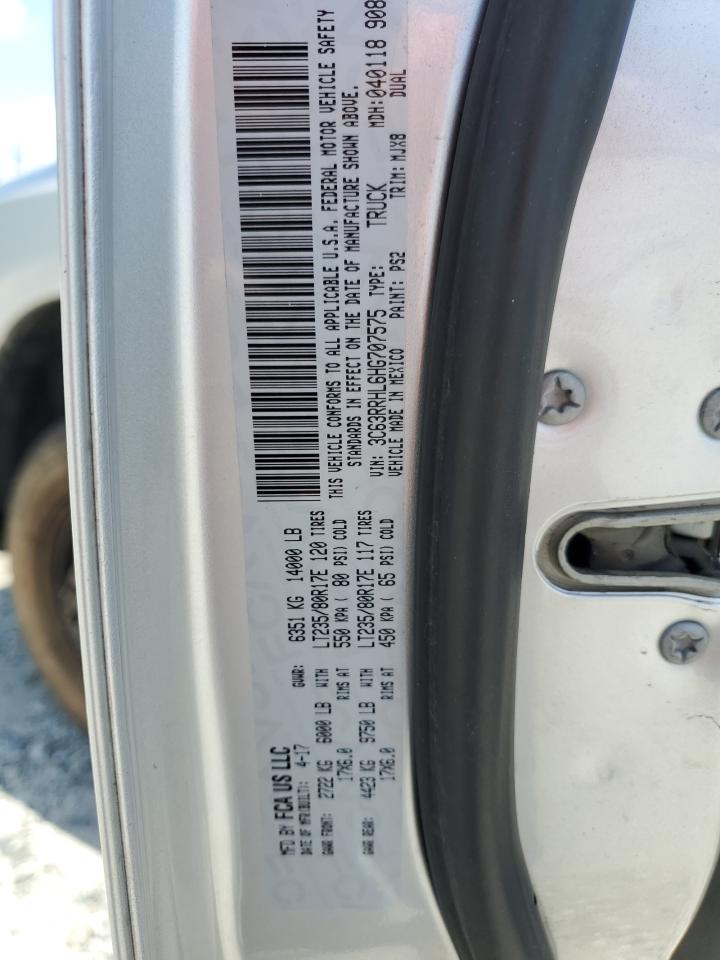 MFD BY FCA US LLC
DATE OF MFR(BUILT): 4-17 GVWR: 6351 KG 14000 LB
GAWR FRONT: 2722 KG 6000 LB WITH LT235/80R17E 120 TIRES
17X6.0 RIMS AT 550 KPA ( 80 PSI) COLD
GAWR REAR: 4423 KG 9750 LB WITH LT235/80R17E 117 TIRES
17X6.0 RIMS AT 450 KPA ( 65 PSI) COLD
THIS VEHICLE CONFORMS TO ALL APPLICABLE U.S.A. FEDERAL MOTOR VEHICLE SAFETY
STANDARDS IN EFFECT ON THE DATE OF MANUFACTURE SHOWN ABOVE.
VIN: 3C63RRHL6HG707575 TYPE: TRUCK MDH: 040118 908
VEHICLE MADE IN MEXICO PAINT: PS2 TRIM: MJX8 DUAL